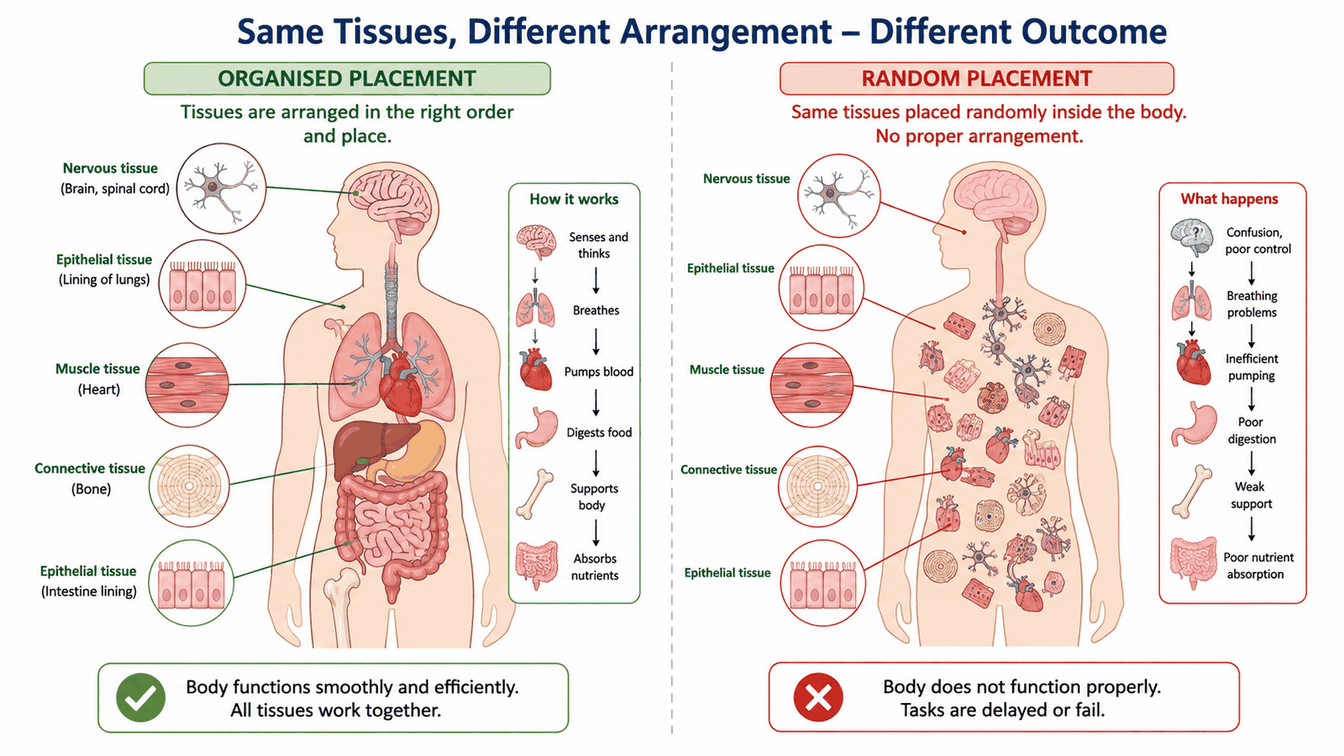 Same Tissues, Different Arrangement – Different Outcome
ORGANISED PLACEMENT
Tissues are arranged in the right order
and place.
Nervous tissue
(Brain, spinal cord)
Epithelial tissue
(Lining of lungs)
Muscle tissue
(Heart)
Connective tissue
(Bone)
Epithelial tissue
(Intestine lining)
How it works
Senses and
thinks
Breathes
Pumps blood
Digests food
Supports
body
Absorbs
nutrients
Body functions smoothly and efficiently.
All tissues work together.
RANDOM PLACEMENT
Same tissues placed randomly inside the body.
No proper arrangement.
Nervous tissue
Epithelial tissue
Muscle tissue
Connective tissue
Epithelial tissue
What happens
?
Confusion,
poor control
Breathing
problems
Inefficient
pumping
Poor
digestion
Weak
support
Poor nutrient
absorption
Body does not function properly.
Tasks are delayed or fail.